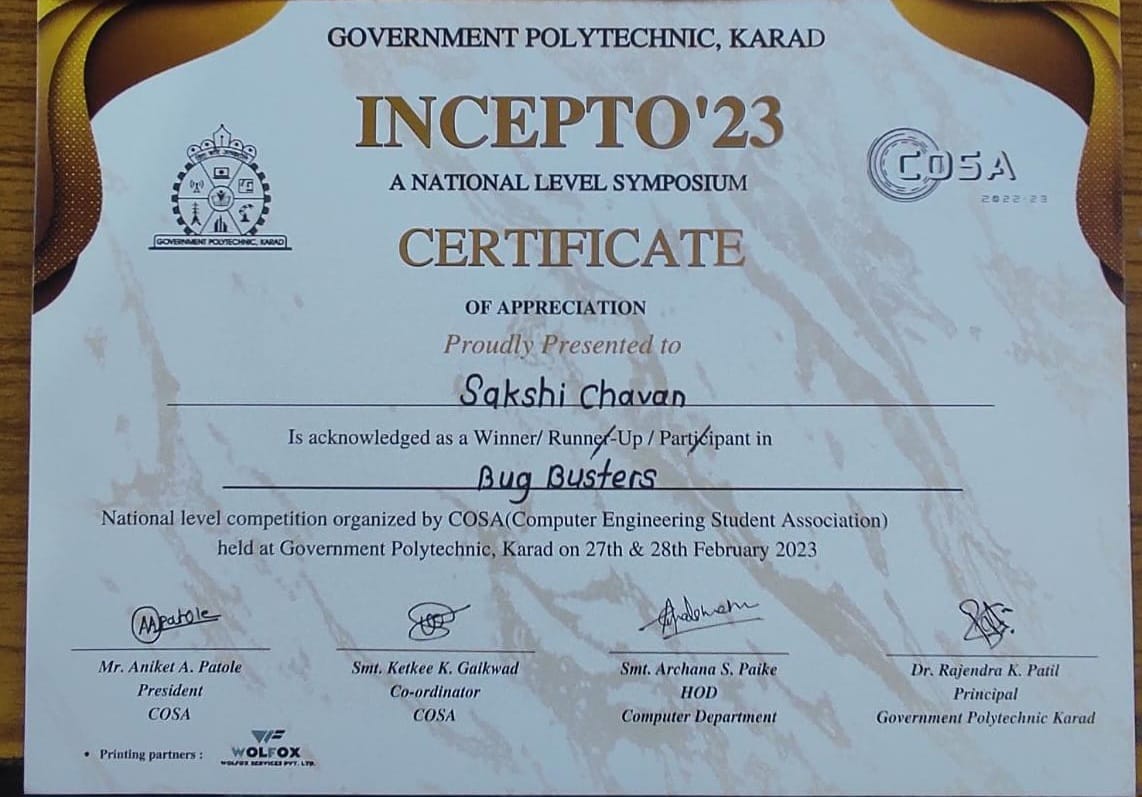 GOVERNMENT POLYTECHNIC, KARAD
INCEPTO'23
A NATIONAL LEVEL SYMPOSIUM
COSA
2022-23
GOVERNMENT POLYTECHNIC, KARAD
CERTIFICATE
OF APPRECIATION
Proudly Presented to
Sakshi Chavan
Is acknowledged as a Winner/ Runner-Up / Participant in
Bug Busters
National level competition organized by COSA(Computer Engineering Student Association)
held at Government Polytechnic, Karad on 27th & 28th February 2023
AAPatole
Mr. Aniket A. Patole
President
COSA
Smt. Ketkee K. Gaikwad
Co-ordinator
COSA
Smt. Archana S. Paike
HOD
Computer Department
Dr. Rajendra K. Patil
Principal
Government Polytechnic Karad
• Printing partners :
WOLFOX
WOLFOX SERVICES PVT. LTD.